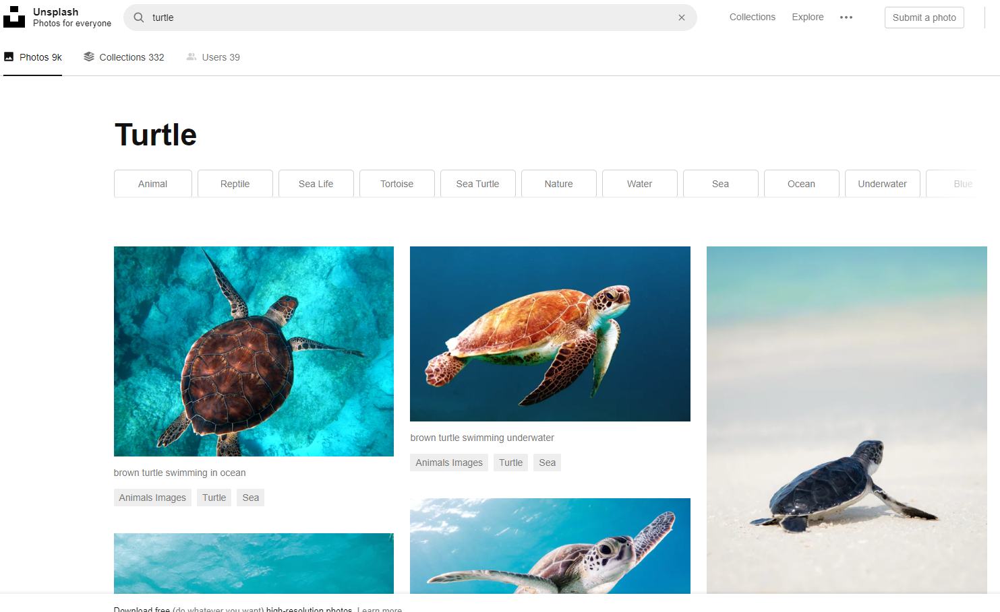 Unsplash
Photos for everyone
turtle
Collections
Explore
Submit a photo
Photos 9k
Collections 332
Users 39
Turtle
Animal
Reptile
Sea Life
Tortoise
Sea Turtle
Nature
Water
Sea
Ocean
Underwater
Blue
brown turtle swimming in ocean
Animals Images
Turtle
Sea
brown turtle swimming underwater
Animals Images
Turtle
Sea
Download free (do whatever you want) high-resolution photos. Learn more